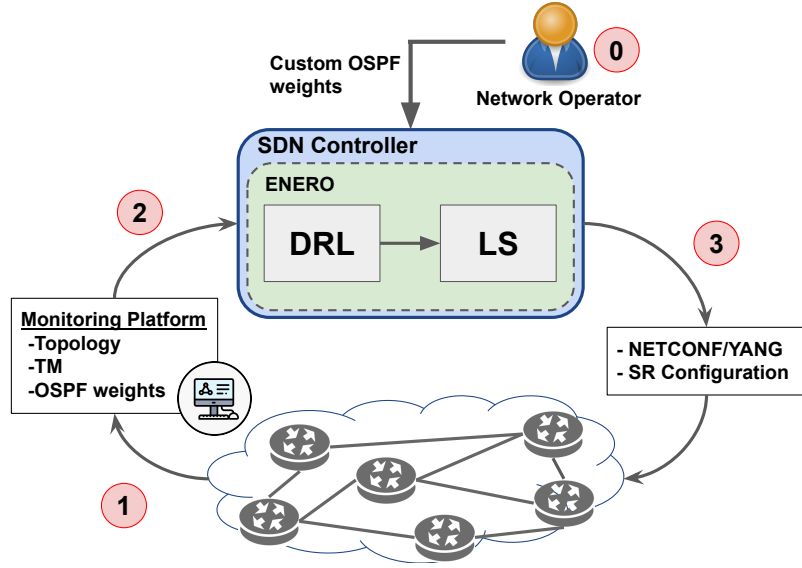 0
Custom OSPF
weights
Network Operator
SDN Controller
ENERO
DRL
LS
2
3
Monitoring Platform
-Topology
-TM
-OSPF weights
- NETCONF/YANG
- SR Configuration
1